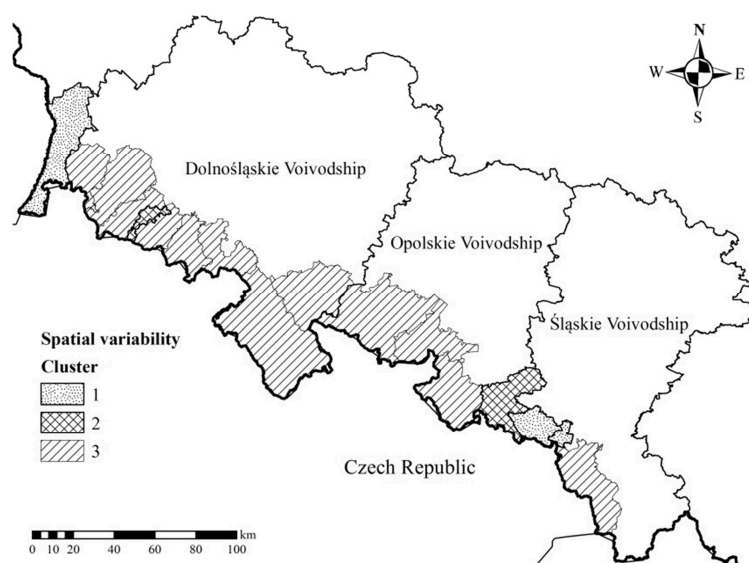 N
W E
S
Dolnośląskie Voivodship
Opolskie Voivodship
Śląskie Voivodship
Spatial variability
Cluster
1
2
3
Czech Republic
km
0 10 20 40 60 80 100